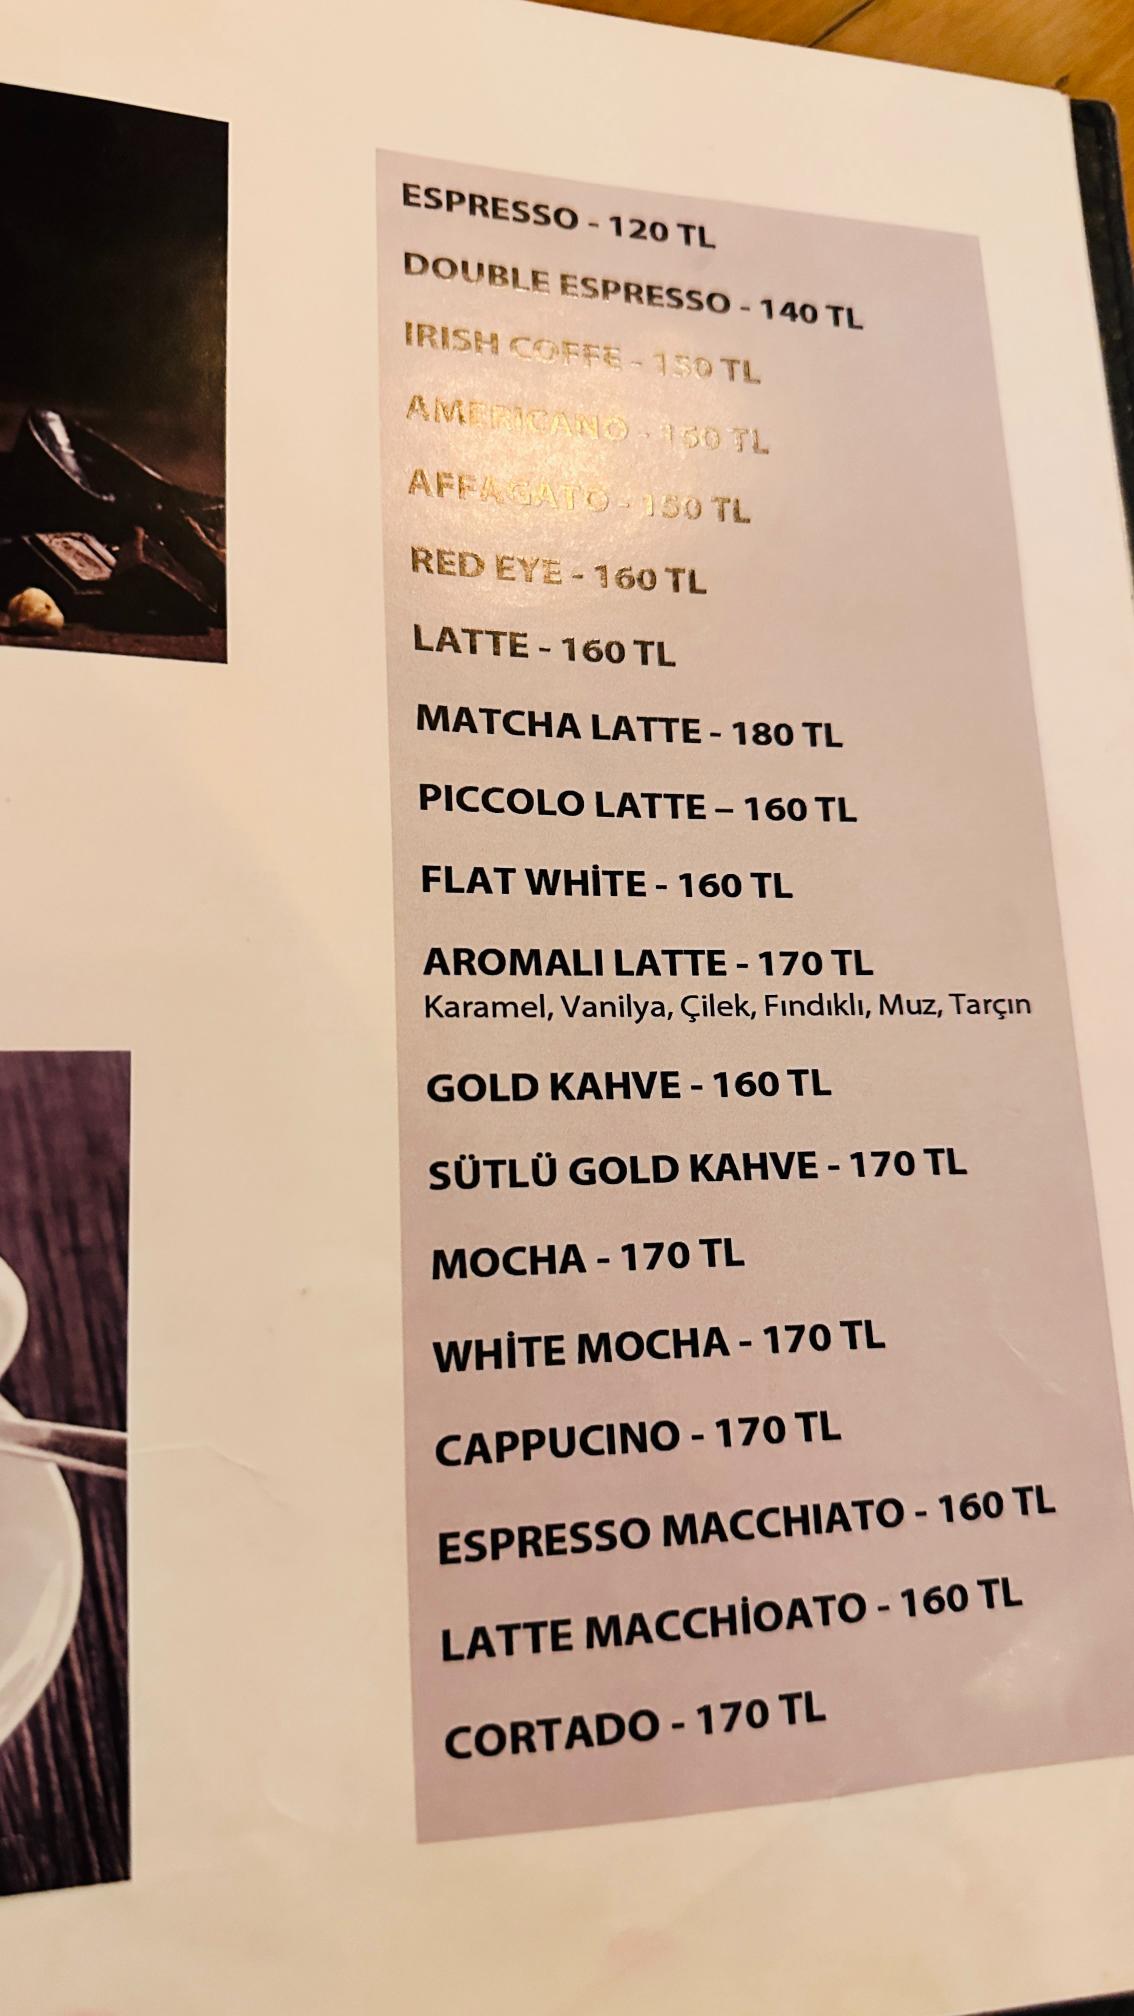 ESPRESSO - 120 TL
DOUBLE ESPRESSO - 140 TL
IRISH COFFE - 150 TL
AMERICANO - 150 TL
AFFAGATO - 150 TL
RED EYE - 160 TL
LATTE - 160 TL
MATCHA LATTE - 180 TL
PICCOLO LATTE – 160 TL
FLAT WHİTE - 160 TL
AROMALI LATTE - 170 TL
Karamel, Vanilya, Çilek, Fındıklı, Muz, Tarçın
GOLD KAHVE - 160 TL
SÜTLÜ GOLD KAHVE - 170 TL
MOCHA - 170 TL
WHİTE MOCHA - 170 TL
CAPPUCINO - 170 TL
ESPRESSO MACCHIATO - 160 TL
LATTE MACCHİOATO - 160 TL
CORTADO - 170 TL